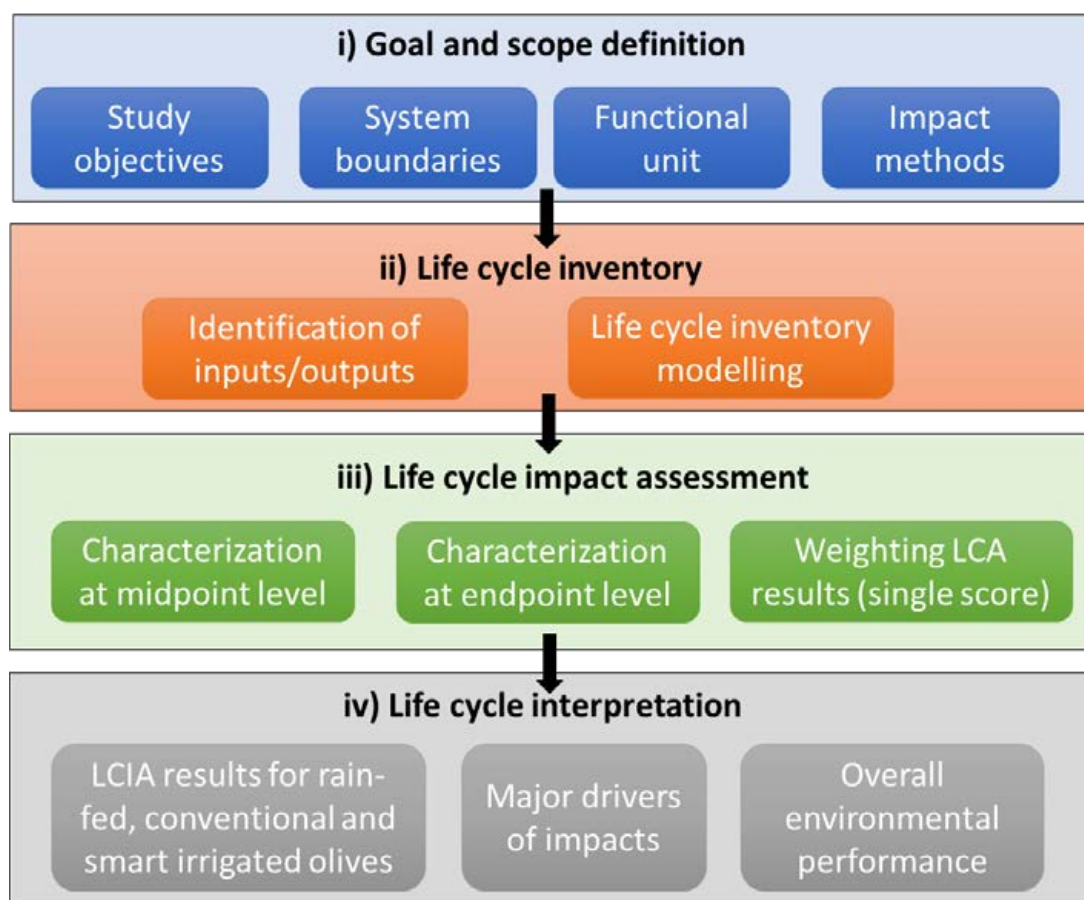 i) Goal and scope definition
Study
objectives
System
boundaries
Functional
unit
Impact
methods
ii) Life cycle inventory
Identification of
inputs/outputs
Life cycle inventory
modelling
iii) Life cycle impact assessment
Characterization
at midpoint level
Characterization
at endpoint level
Weighting LCA
results (single score)
iv) Life cycle interpretation
LCIA results for rain-
fed, conventional and
smart irrigated olives
Major drivers
of impacts
Overall
environmental
performance